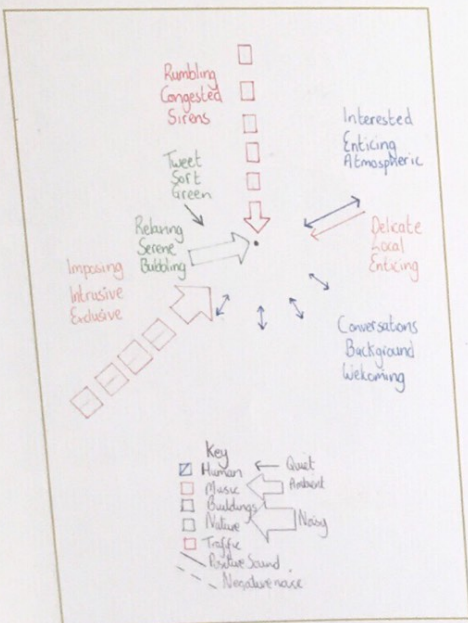 Rumbling
Congested
Sirens
Interested
Enticing
Atmospheric
Tweet
Sort
Green
Relaxing
Serene
Bubbling
Delicate
Local
Enticing
Imposing
Intrusive
Exclusive
Conversations
Background
Welcoming
Key
Human
Quiet
Music
Ambient
Buildings
Nature
Noisy
Traffic
Positive Sound
Negative noise